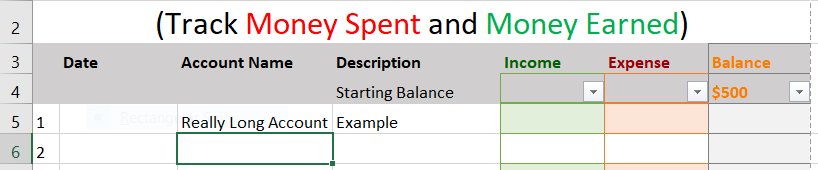 2 (Track Money Spent and Money Earned)
3 Date Account Name Description Income Expense Balance
4 Starting Balance $500
5 1 Really Long Account Example
6 2